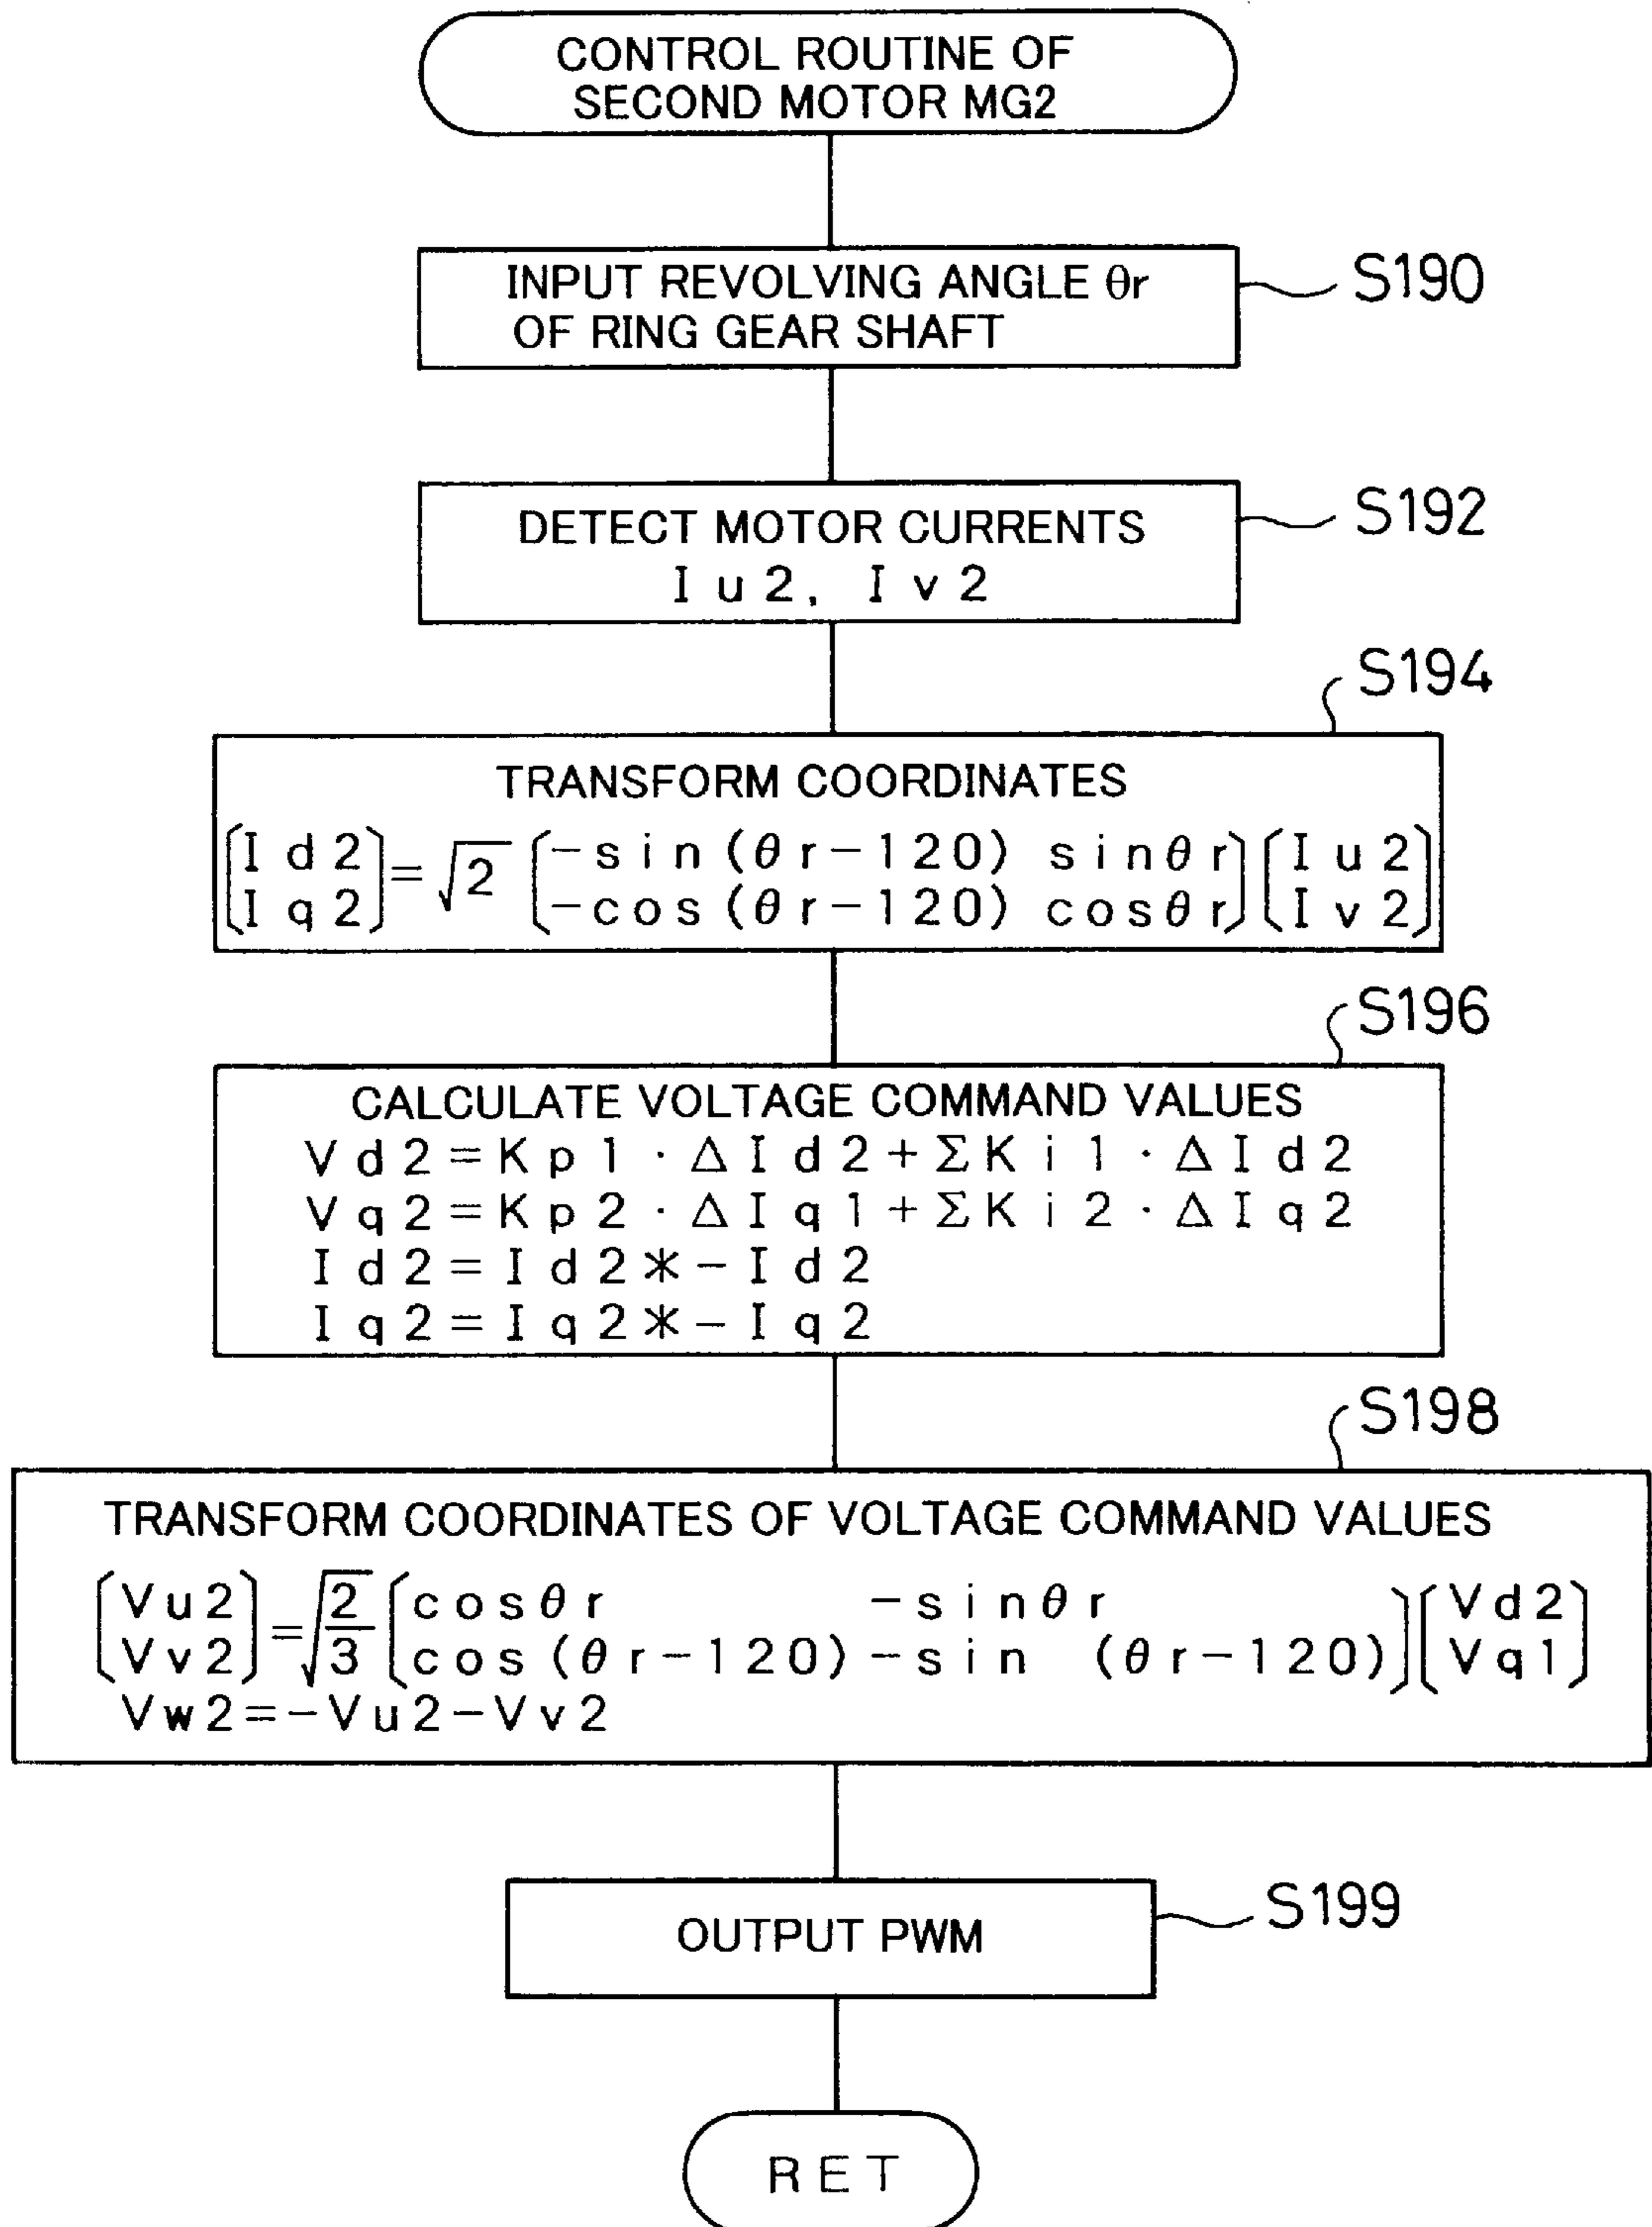 CONTROL ROUTINE OF
SECOND MOTOR MG2
INPUT REVOLVING ANGLE θr
OF RING GEAR SHAFT
S190
DETECT MOTOR CURRENTS
Iu2, Iv2
S192
S194
TRANSFORM COORDINATES
[Id2] = √2 [-sin(θr-120) sinθr] [Iu2]
[Iq2] [-cos(θr-120) cosθr] [Iv2]
S196
CALCULATE VOLTAGE COMMAND VALUES
Vd2=Kp1·ΔId2+ΣKi1·ΔId2
Vq2=Kp2·ΔIq1+ΣKi2·ΔIq2
Id2=Id2*-Id2
Iq2=Iq2*-Iq2
S198
TRANSFORM COORDINATES OF VOLTAGE COMMAND VALUES
[Vu2] = √2/3 [cosθr -sinθr] [Vd2]
[Vv2] [cos(θr-120) -sin (θr-120)] [Vq1]
Vw2=-Vu2-Vv2
OUTPUT PWM
S199
RET